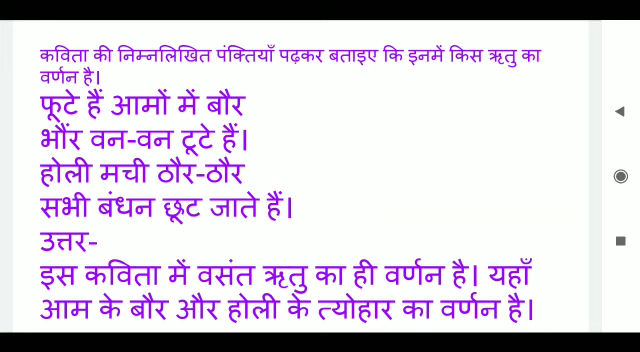 कविता की निम्नलिखित पंक्तियाँ पढ़कर बताइए कि इनमें किस ऋतु का
वर्णन है।
फूटे हैं आमों में बौर
भौंर वन-वन टूटे हैं।
होली मची ठौर-ठौर
सभी बंधन छूट जाते हैं।
उत्तर-
इस कविता में वसंत ऋतु का ही वर्णन है। यहाँ
आम के बौर और होली के त्योहार का वर्णन है।